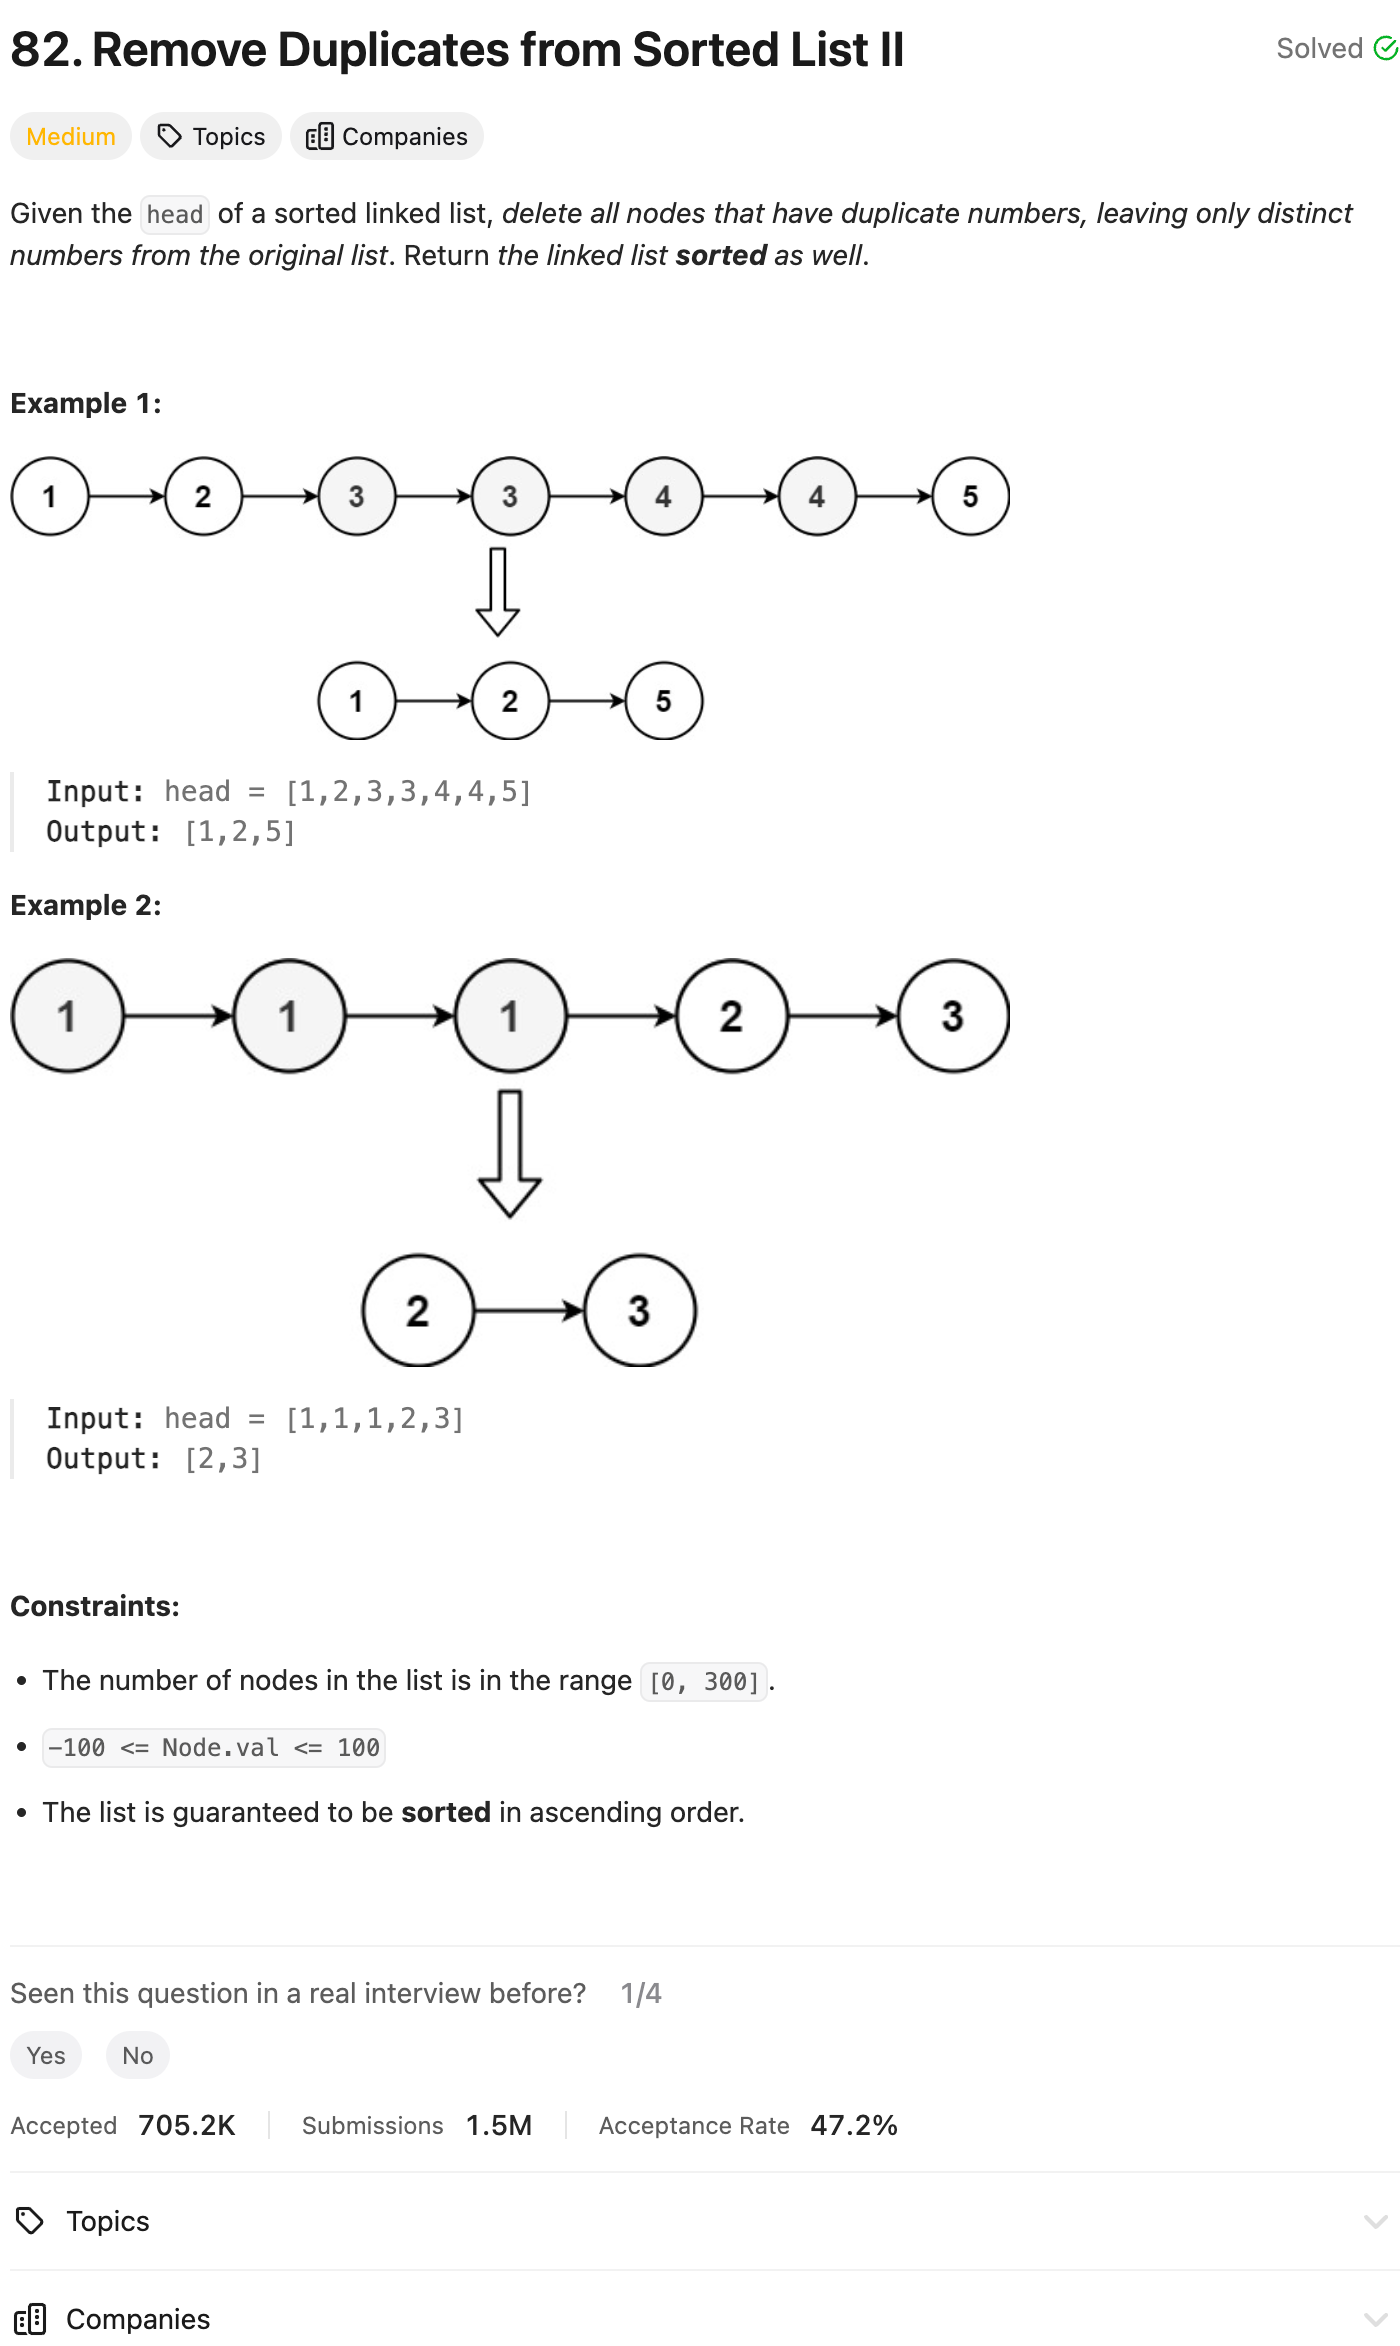 82. Remove Duplicates from Sorted List II
Solved
Medium
Topics
Companies
Given the head of a sorted linked list, delete all nodes that have duplicate numbers, leaving only distinct
numbers from the original list. Return the linked list sorted as well.
Example 1:
1 2 3 3 4 4 5
1 2 5
Input: head = [1,2,3,3,4,4,5]
Output: [1,2,5]
Example 2:
1 1 1 2 3
2 3
Input: head = [1,1,1,2,3]
Output: [2,3]
Constraints:
• The number of nodes in the list is in the range [0, 300].
• -100 <= Node.val <= 100
• The list is guaranteed to be sorted in ascending order.
Seen this question in a real interview before? 1/4
Yes No
Accepted 705.2K Submissions 1.5M Acceptance Rate 47.2%
Topics
Companies